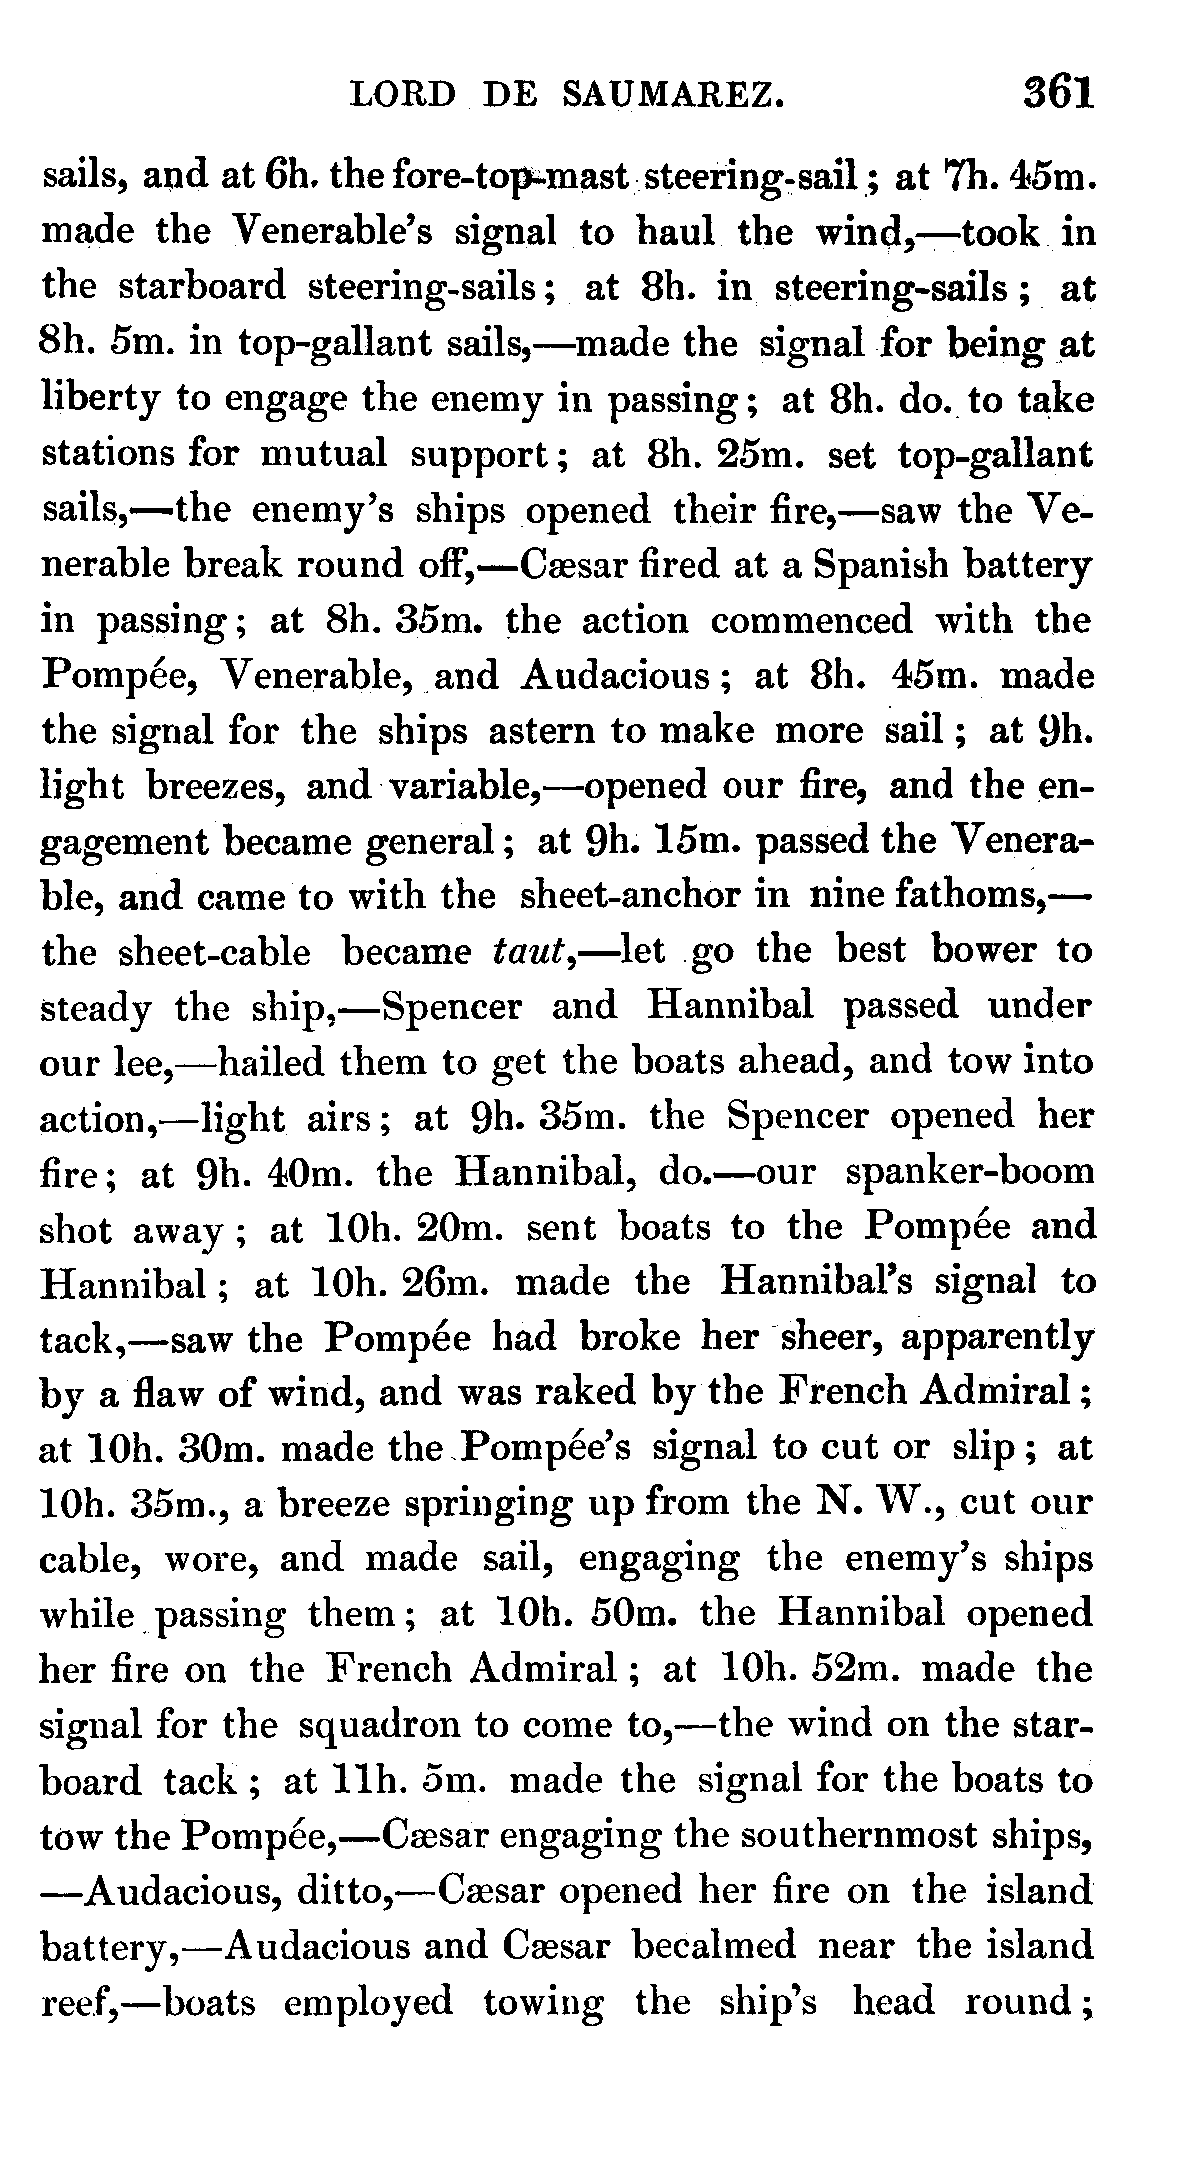 LORD DE SAUMAREZ. 361
sails, and at 6h. the fore-top-mast steering-sail; at 7h. 45m.
made the Venerable's signal to haul the wind,—took in
the starboard steering-sails; at 8h. in steering-sails; at
8h. 5m. in top-gallant sails,—made the signal for being at
liberty to engage the enemy in passing; at 8h. do. to take
stations for mutual support; at 8h. 25m. set top-gallant
sails,—the enemy's ships opened their fire,—saw the Ve-
nerable break round off,—Cæsar fired at a Spanish battery
in passing; at 8h. 35m. the action commenced with the
Pompée, Venerable, and Audacious; at 8h. 45m. made
the signal for the ships astern to make more sail; at 9h.
light breezes, and variable,—opened our fire, and the en-
gagement became general; at 9h. 15m. passed the Venera-
ble, and came to with the sheet-anchor in nine fathoms,—
the sheet-cable became taut,—let go the best bower to
steady the ship,—Spencer and Hannibal passed under
our lee,—hailed them to get the boats ahead, and tow into
action,—light airs; at 9h. 35m. the Spencer opened her
fire; at 9h. 40m. the Hannibal, do.—our spanker-boom
shot away; at 10h. 20m. sent boats to the Pompée and
Hannibal; at 10h. 26m. made the Hannibal's signal to
tack,—saw the Pompée had broke her sheer, apparently
by a flaw of wind, and was raked by the French Admiral;
at 10h. 30m. made the Pompée's signal to cut or slip; at
10h. 35m., a breeze springing up from the N. W., cut our
cable, wore, and made sail, engaging the enemy's ships
while passing them; at 10h. 50m. the Hannibal opened
her fire on the French Admiral; at 10h. 52m. made the
signal for the squadron to come to,—the wind on the star-
board tack; at 11h. 5m. made the signal for the boats to
tow the Pompée,—Cæsar engaging the southernmost ships,
—Audacious, ditto,—Cæsar opened her fire on the island
battery,—Audacious and Cæsar becalmed near the island
reef,—boats employed towing the ship's head round;